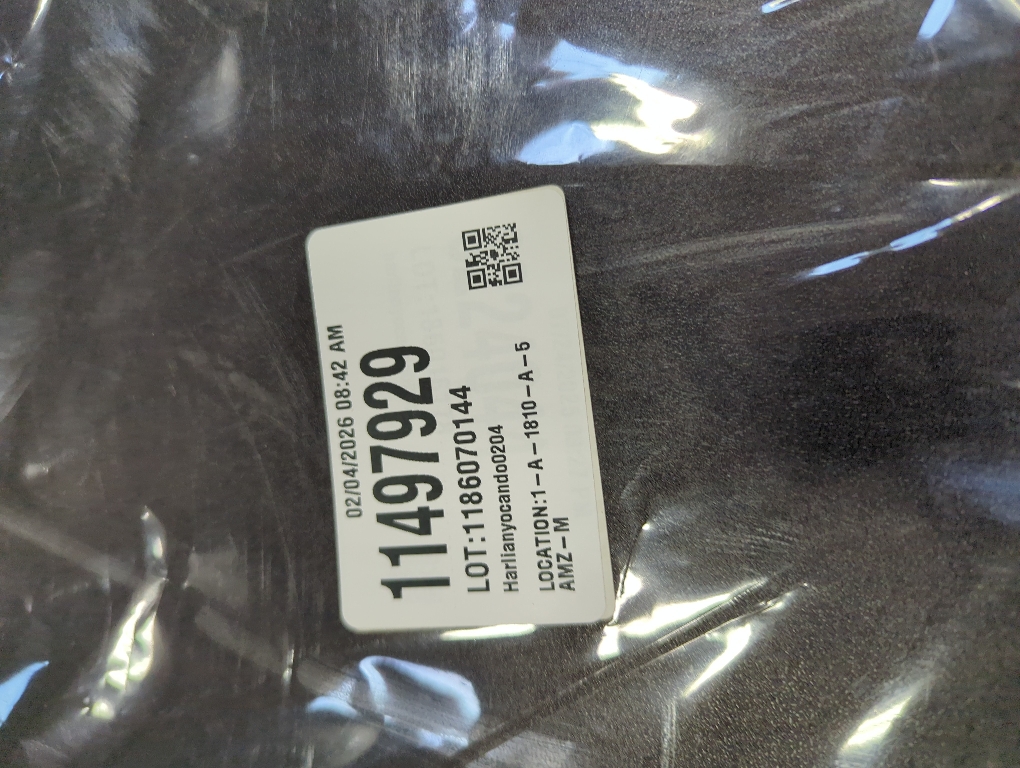 02/04/2026 08:42 AM
11497929
LOT:1186070144
Harlianyocando0204
LOCATION:1-A-1810-A-5
AMZ-M